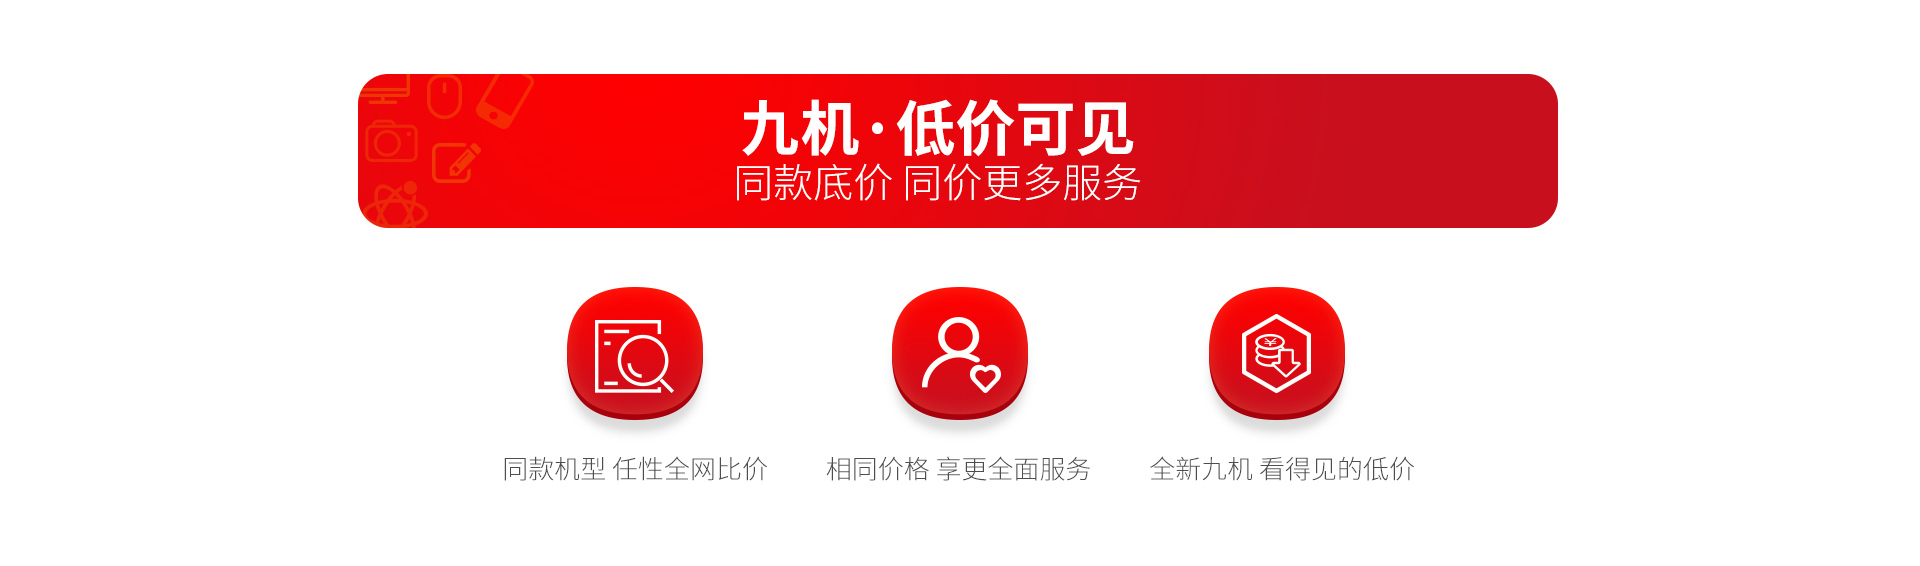 九机·低价可见
同款底价 同价更多服务
同款机型 任性全网比价
相同价格 享更全面服务
全新九机 看得见的低价